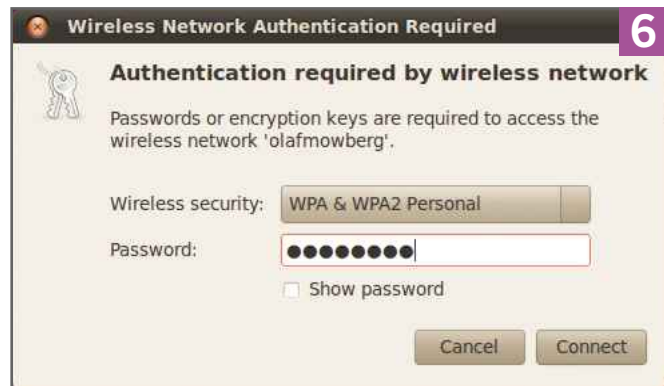 Wireless Network Authentication Required
6
Authentication required by wireless network
Passwords or encryption keys are required to access the
wireless network 'olafmowberg'.
Wireless security: WPA & WPA2 Personal
Password: ●●●●●●●●
Show password
Cancel Connect